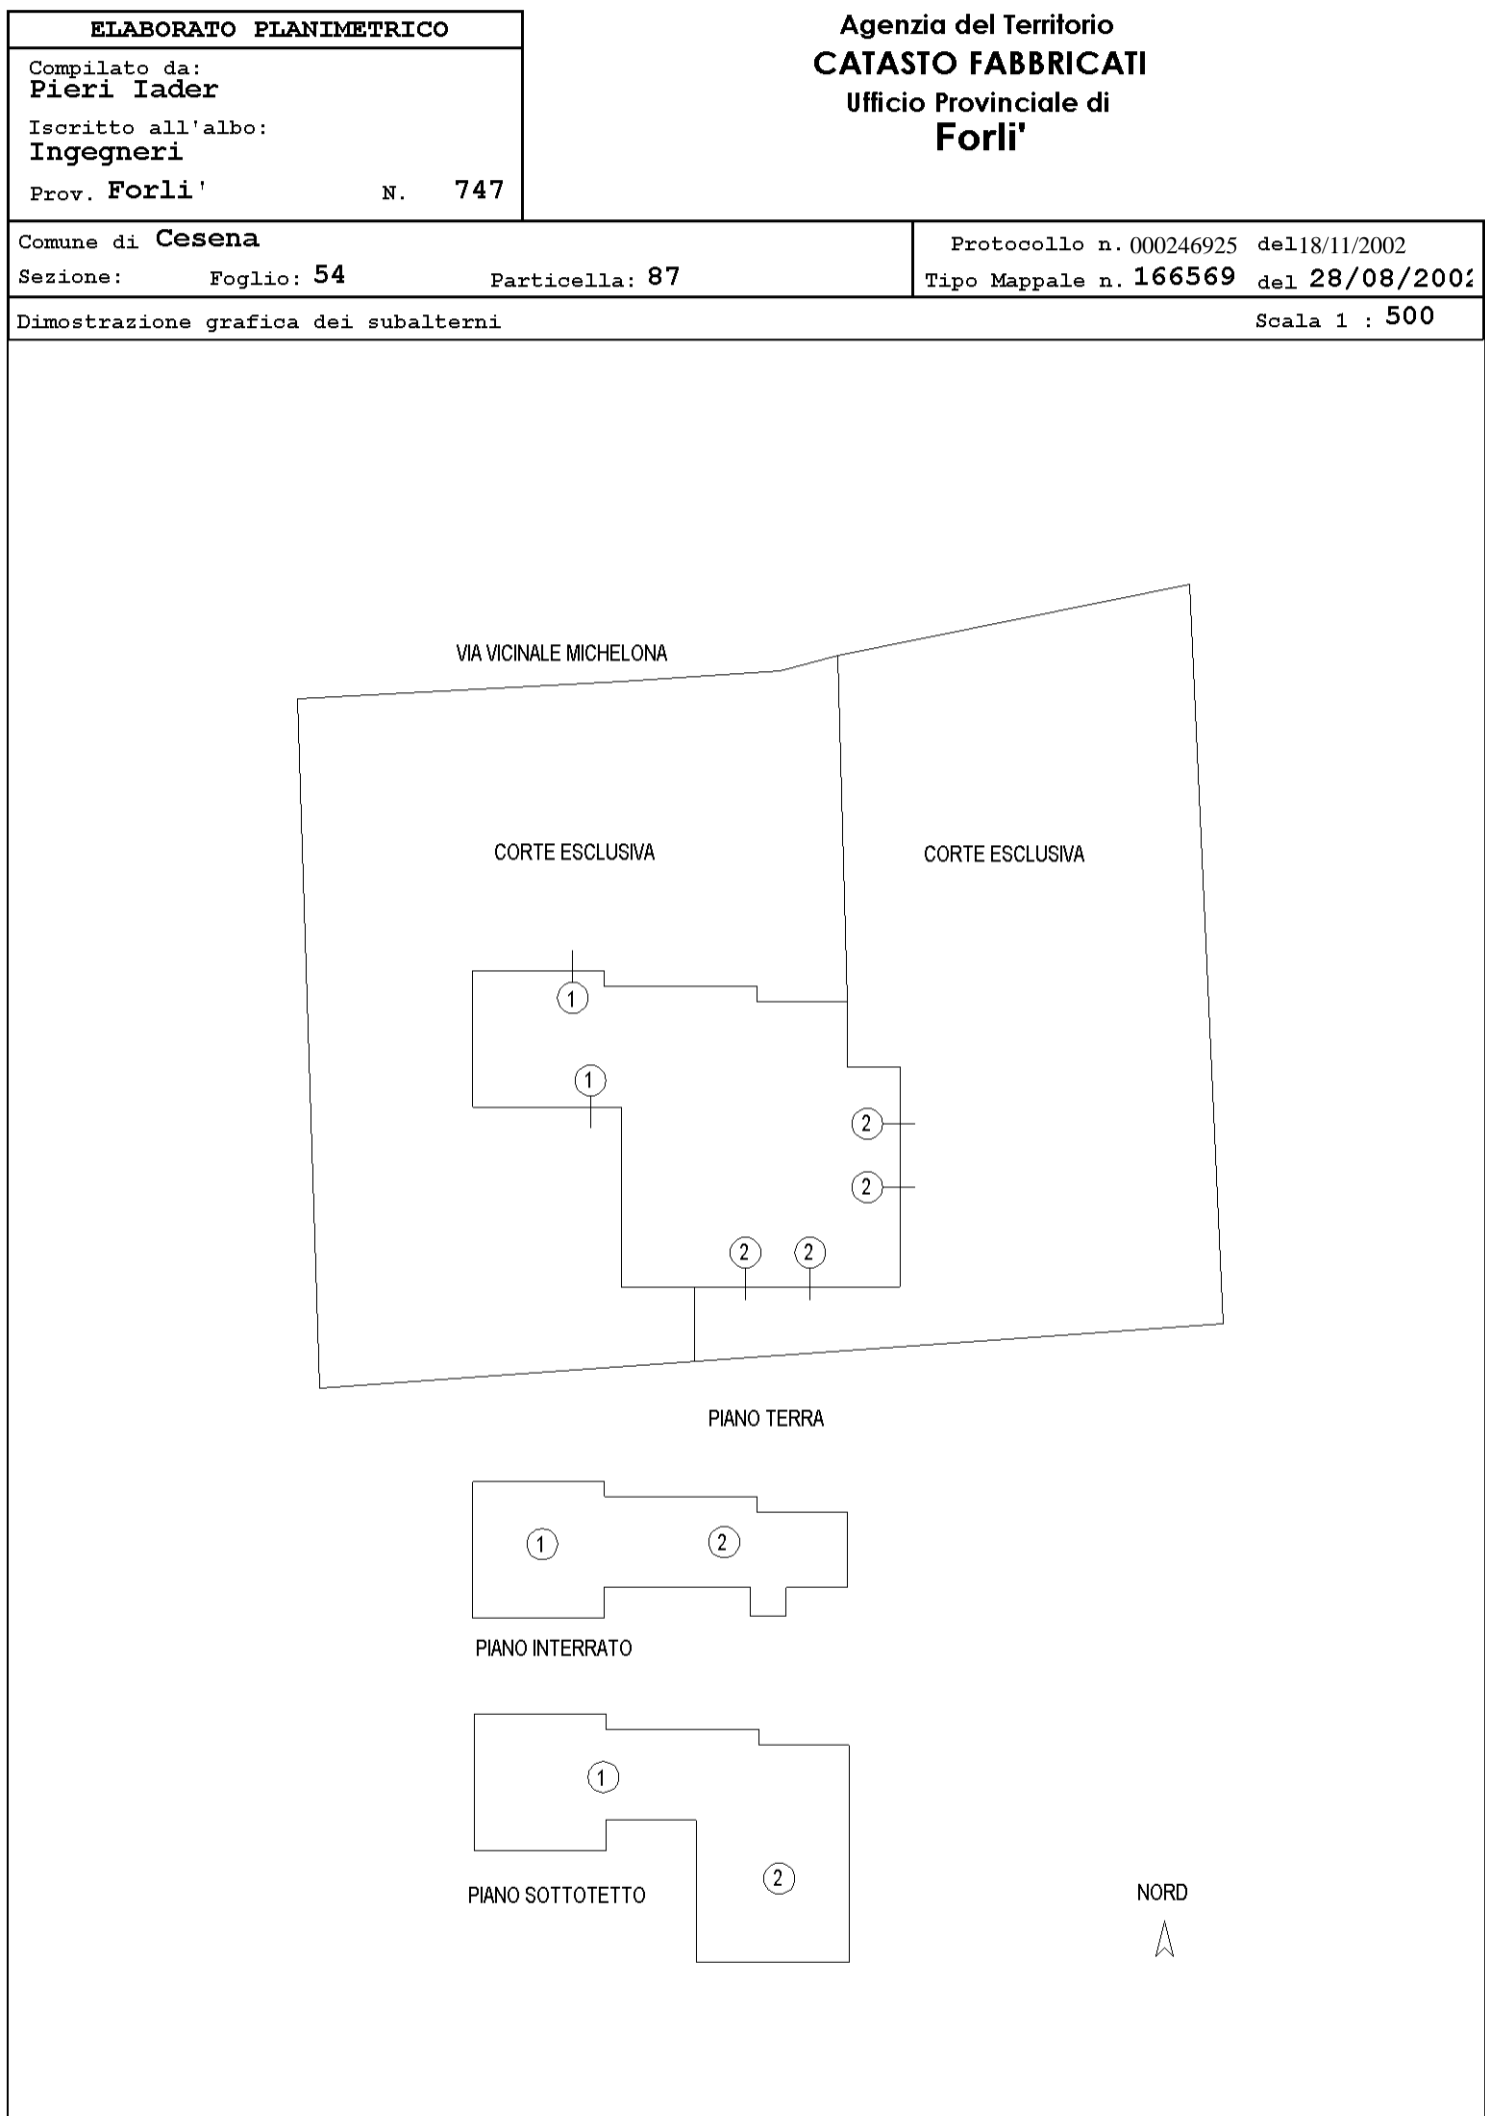 ELABORATO PLANIMETRICO
Compilato da:
Pieri Iader
Iscritto all'albo:
Ingegneri
Prov. Forli' N. 747
Agenzia del Territorio
CATASTO FABBRICATI
Ufficio Provinciale di
Forli'
Comune di Cesena
Sezione: Foglio: 54 Particella: 87
Protocollo n. 000246925 del 18/11/2002
Tipo Mappale n. 166569 del 28/08/2002
Dimostrazione grafica dei subalterni Scala 1 : 500
VIA VICINALE MICHELONA
CORTE ESCLUSIVA CORTE ESCLUSIVA
1
1
2
2
2 2
PIANO TERRA
1 2
PIANO INTERRATO
1
2
PIANO SOTTOTETTO
NORD